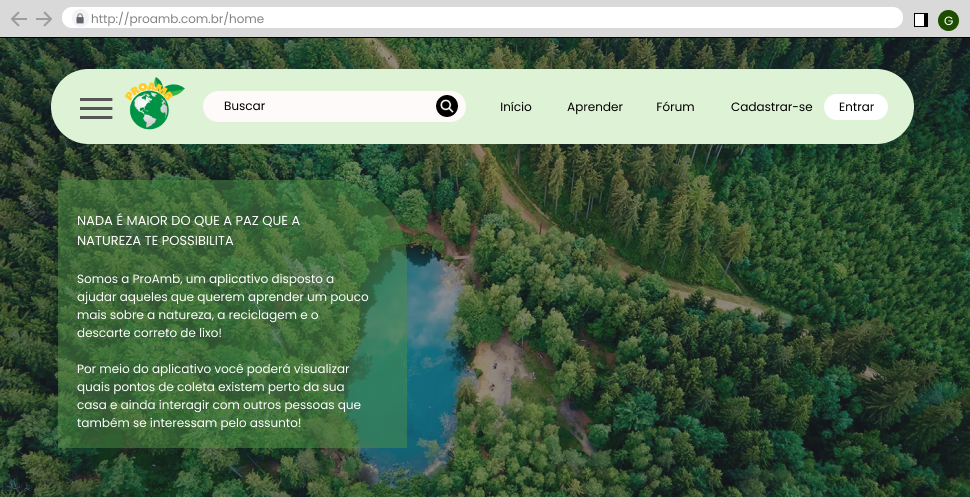 http://proamb.com.br/home
G
PROAMB
Buscar
Início
Aprender
Fórum
Cadastrar-se
Entrar
NADA É MAIOR DO QUE A PAZ QUE A
NATUREZA TE POSSIBILITA
Somos a ProAmb, um aplicativo disposto a
ajudar aqueles que querem aprender um pouco
mais sobre a natureza, a reciclagem e o
descarte correto de lixo!
Por meio do aplicativo você poderá visualizar
quais pontos de coleta existem perto da sua
casa e ainda interagir com outros pessoas que
também se interessam pelo assunto!